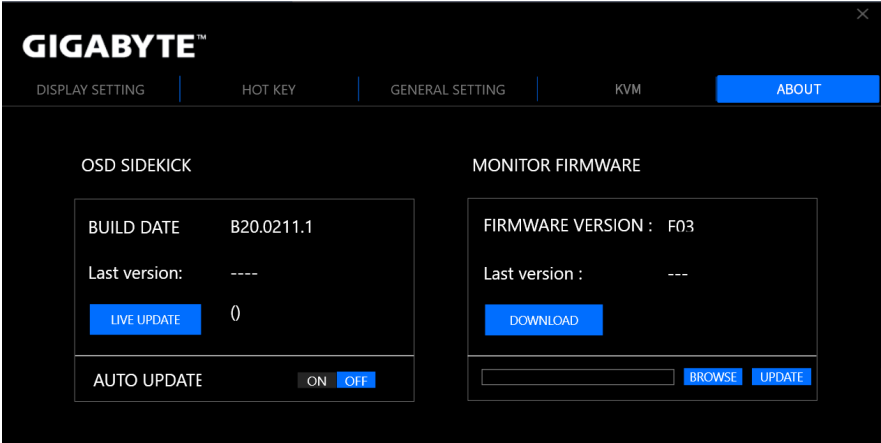 GIGABYTE™
DISPLAY SETTING HOT KEY GENERAL SETTING KVM ABOUT
OSD SIDEKICK
BUILD DATE B20.0211.1
Last version: ----
LIVE UPDATE ()
AUTO UPDATE ON OFF
MONITOR FIRMWARE
FIRMWARE VERSION : F03
Last version : ---
DOWNLOAD
BROWSE UPDATE